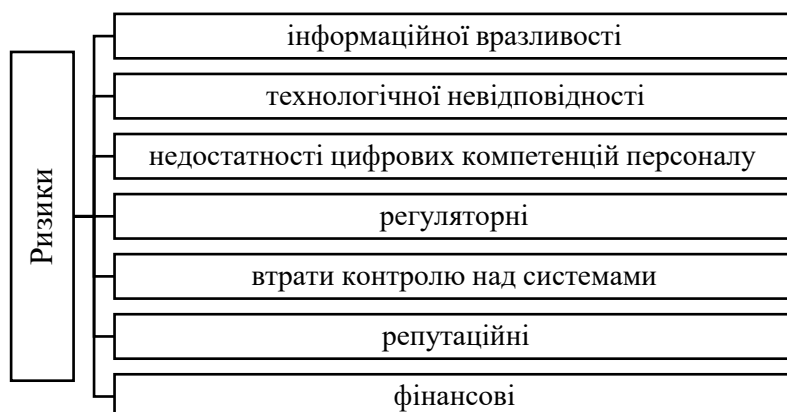 Ризики
інформаційної вразливості
технологічної невідповідності
недостатності цифрових компетенцій персоналу
регуляторні
втрати контролю над системами
репутаційні
фінансові